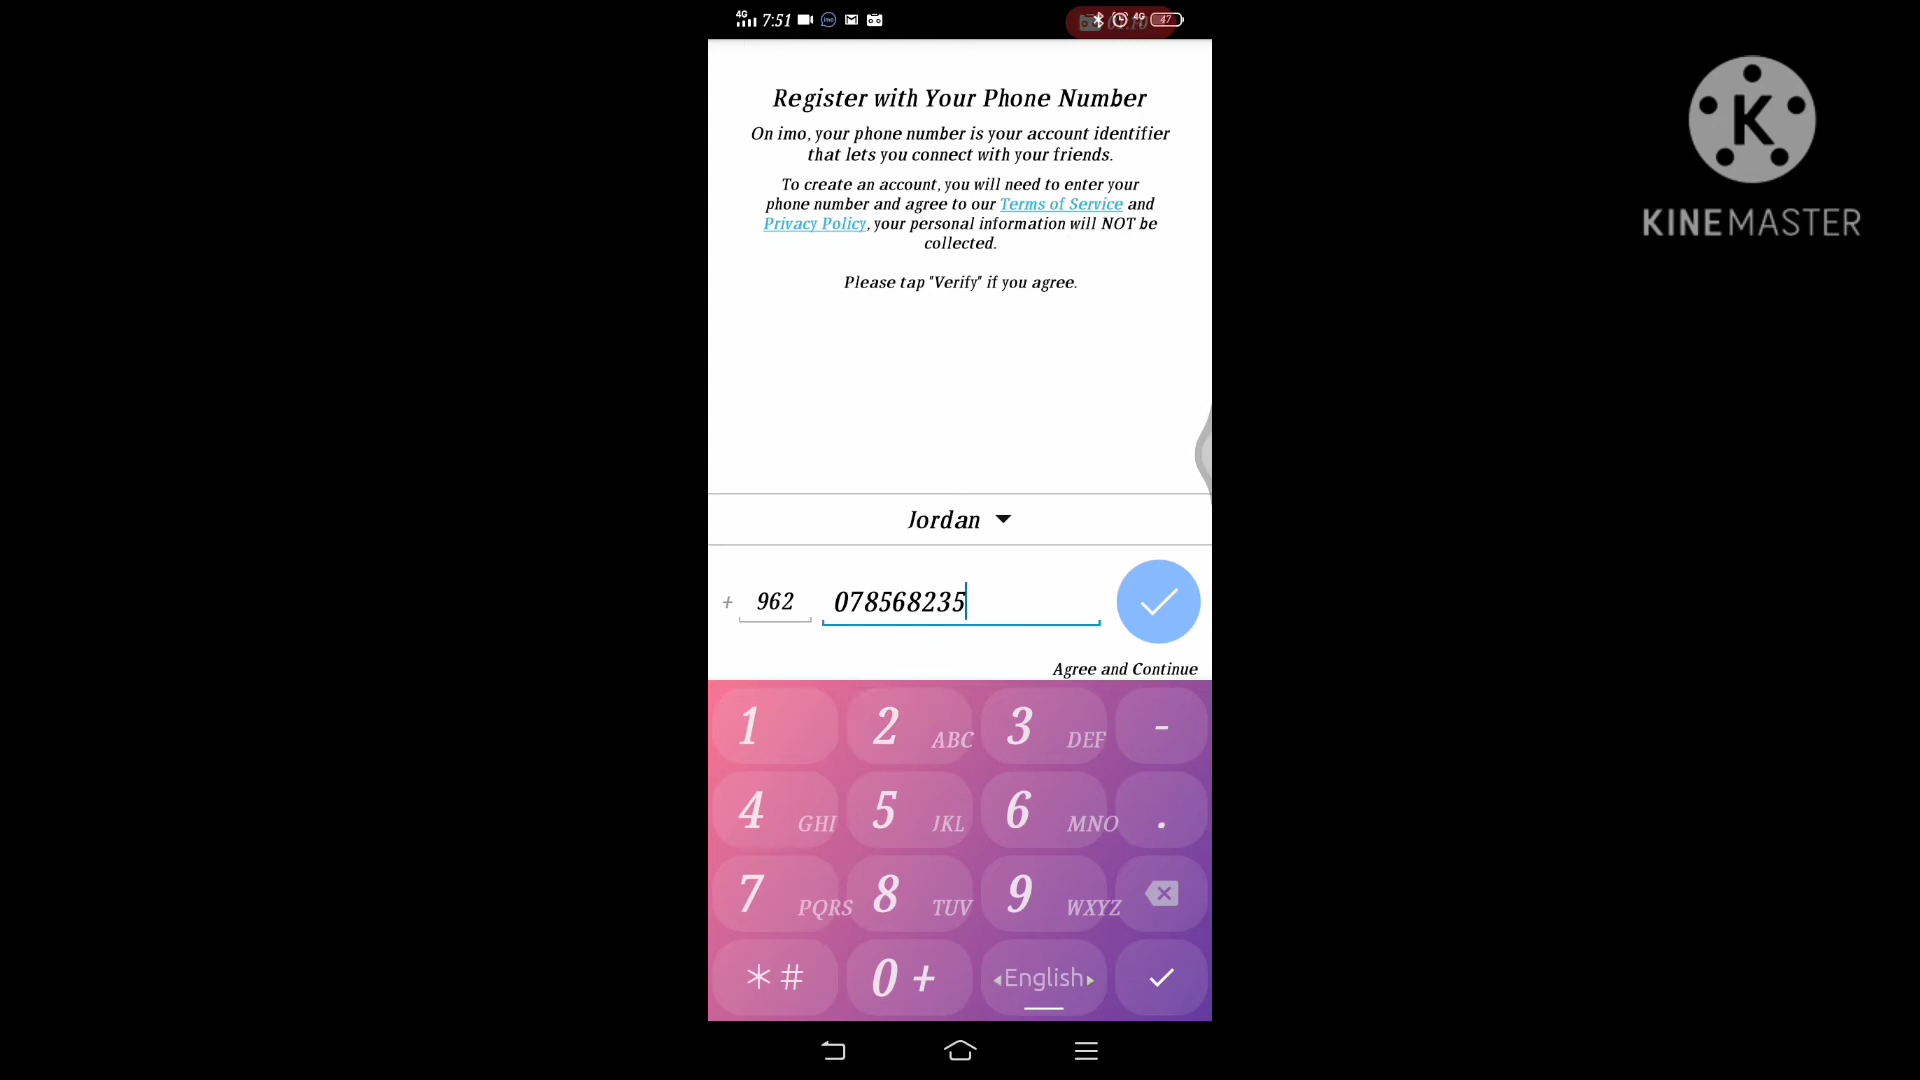 4G 7:51 imo M 4G 47
KINEMASTER
Register with Your Phone Number
On imo, your phone number is your account identifier
that lets you connect with your friends.
To create an account, you will need to enter your
phone number and agree to our Terms of Service and
Privacy Policy, your personal information will NOT be
collected.
Please tap "Verify" if you agree.
Jordan
+ 962 078568235
Agree and Continue
1 2 ABC 3 DEF -
4 GHI 5 JKL 6 MNO .
7 PQRS 8 TUV 9 WXYZ
*# 0 + English